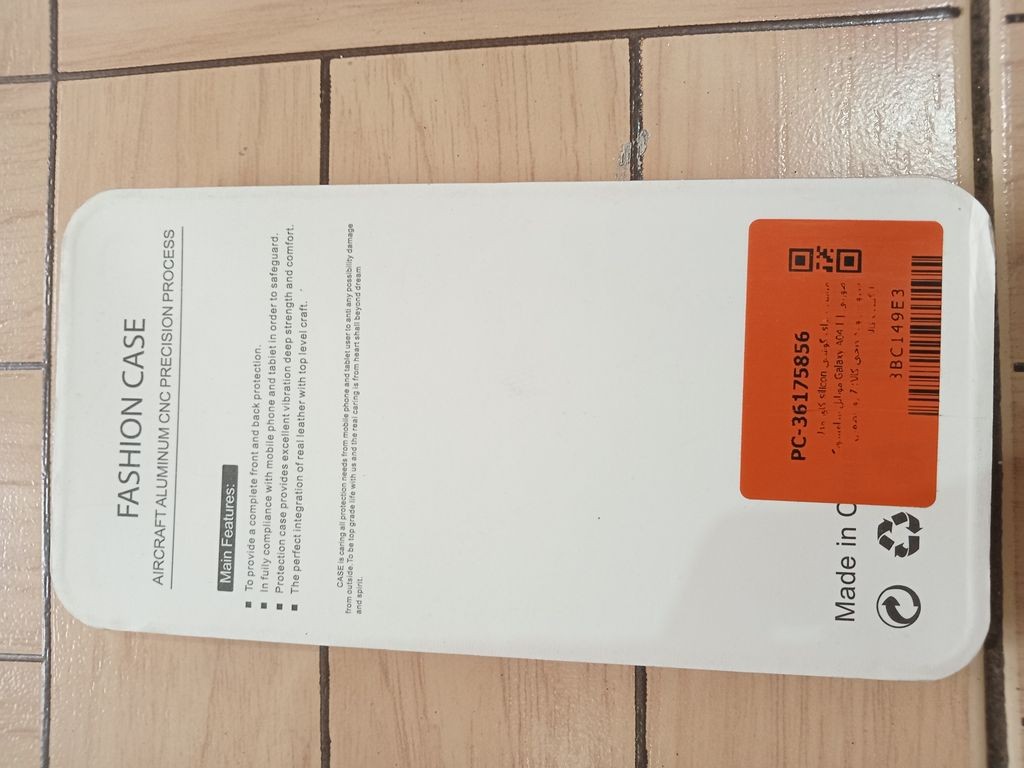 FASHION CASE
AIRCRAFT ALUMINUM CNC PRECISION PROCESS
Main Features:
■ To provide a complete front and back protection.
■ In fully compliance with mobile phone and tablet in order to safeguard.
■ Protection case provides excellent vibration deep strength and comfort.
■ The perfect integration of real leather with top level craft.
CASE is caring all protection needs from mobile phone and tablet user to anti any possibility damage
from outside. To be top grade life with us and the real caring is from heart shall beyond dream
and spirit.
PC-36175856
silicon
Galaxy A04
3BC149E3
Made in C